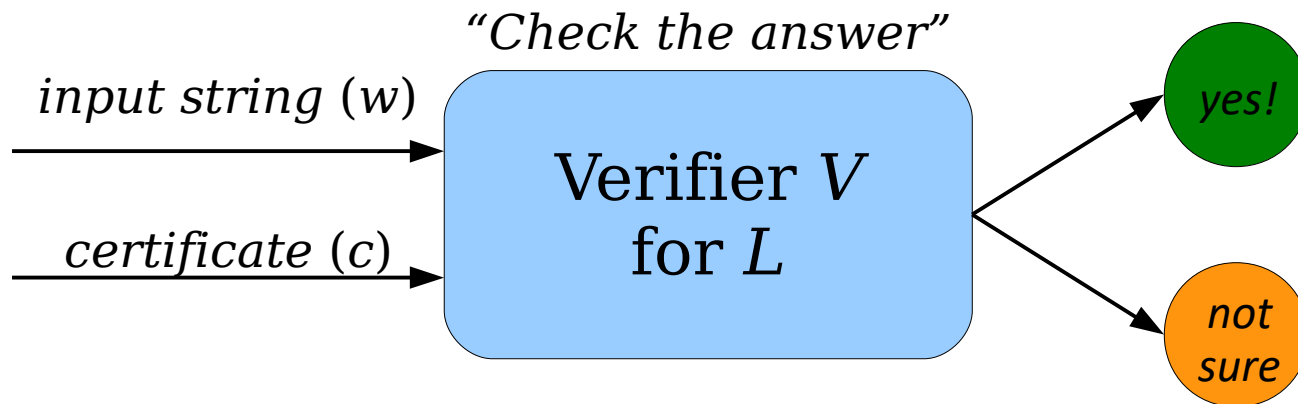 “Check the answer”
input string (w)
certificate (c)
Verifier V
for L
yes!
not
sure